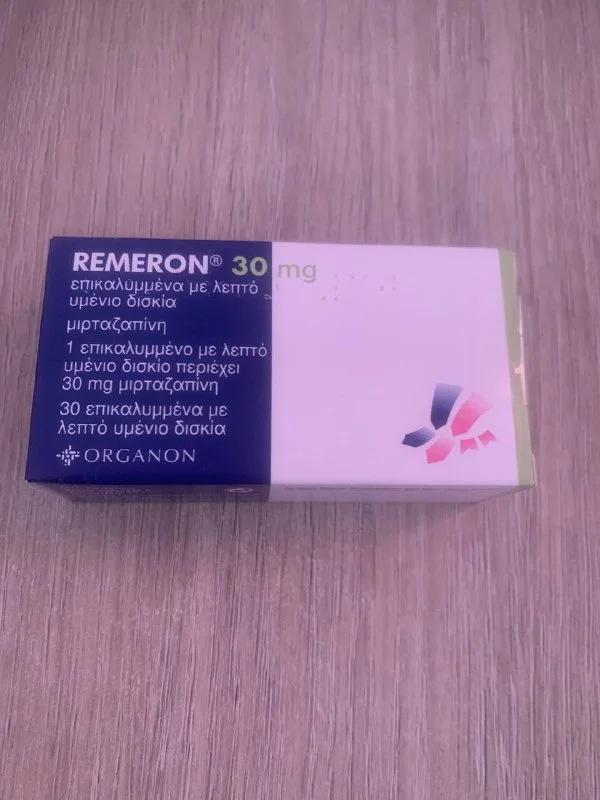 REMERON® 30 mg
επικαλυμμένα με λεπτό
υμένιο δισκία
μιρταζαπίνη
1 επικαλυμμένο με λεπτό
υμένιο δισκίο περιέχει
30 mg μιρταζαπίνη
30 επικαλυμμένα με
λεπτό υμένιο δισκία
ORGANON